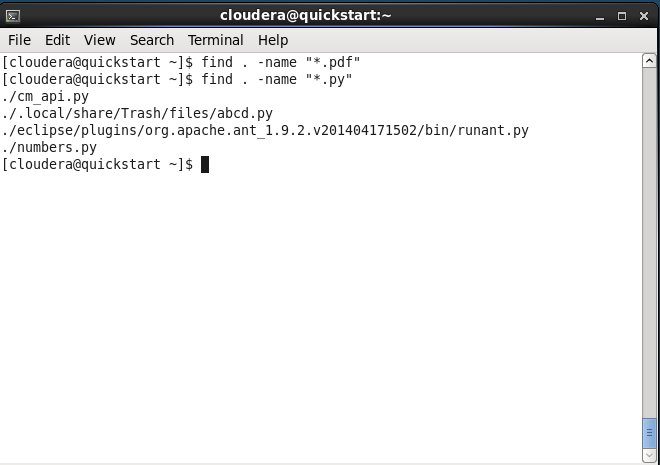 cloudera@quickstart:~
File Edit View Search Terminal Help
[cloudera@quickstart ~]$ find . -name "*.pdf"
[cloudera@quickstart ~]$ find . -name "*.py"
./cm_api.py
./.local/share/Trash/files/abcd.py
./eclipse/plugins/org.apache.ant_1.9.2.v201404171502/bin/runant.py
./numbers.py
[cloudera@quickstart ~]$